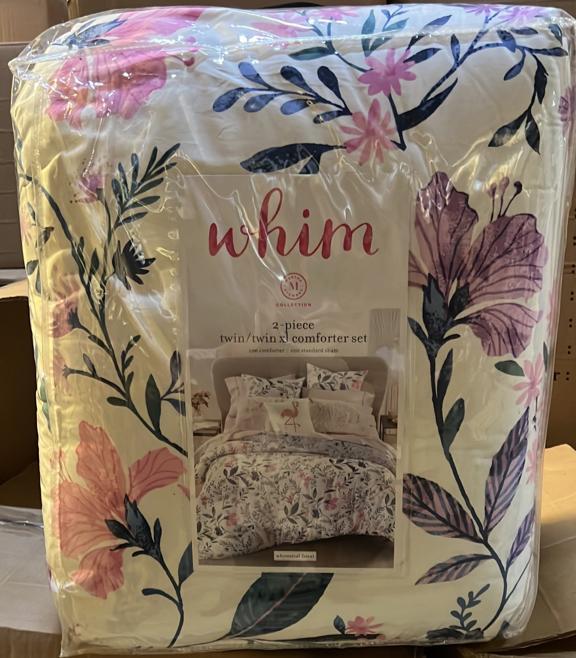 whim
M
COLLECTION
2-piece
twin/twin xl comforter set
one comforter | one standard sham
whimsical floral